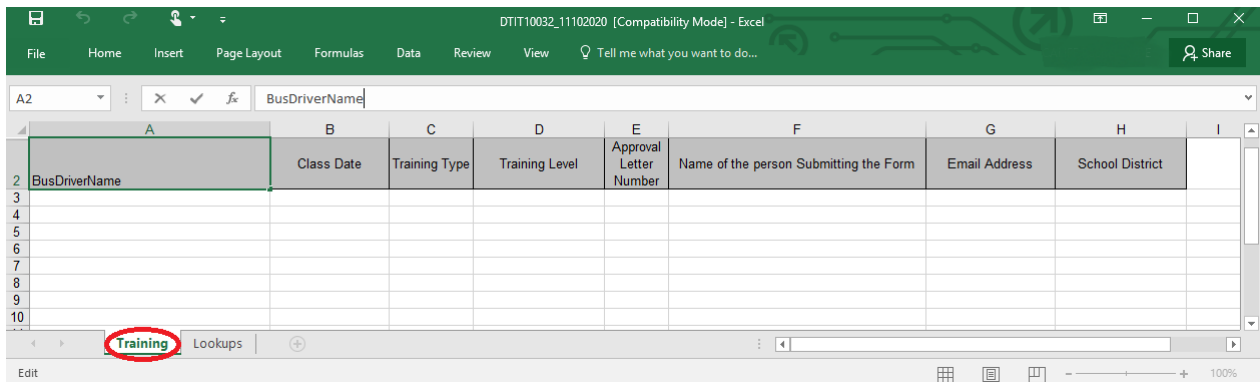 DTIT10032_11102020 [Compatibility Mode] - Excel
File Home Insert Page Layout Formulas Data Review View Tell me what you want to do... Share
A2 fx BusDriverName
A B C D E F G H I
2 BusDriverName Class Date Training Type Training Level Approval Letter Number Name of the person Submitting the Form Email Address School District
3
4
5
6
7
8
9
10
Training Lookups
Edit 100%